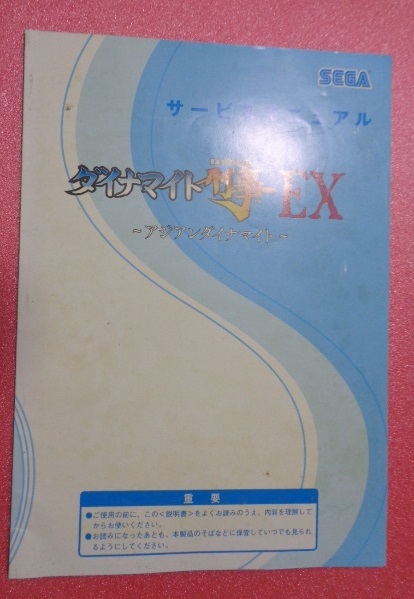 SEGA
サービスマニュアル
ダイナマイト刑事EX
～アジアンダイナマイト～
重要
●ご使用の前に、この<説明書>をよくお読みのうえ、内容を理解して
からお使いください。
●お読みになったあとも、本製品のそばなどに保管していつでも見られ
るようにしてください。